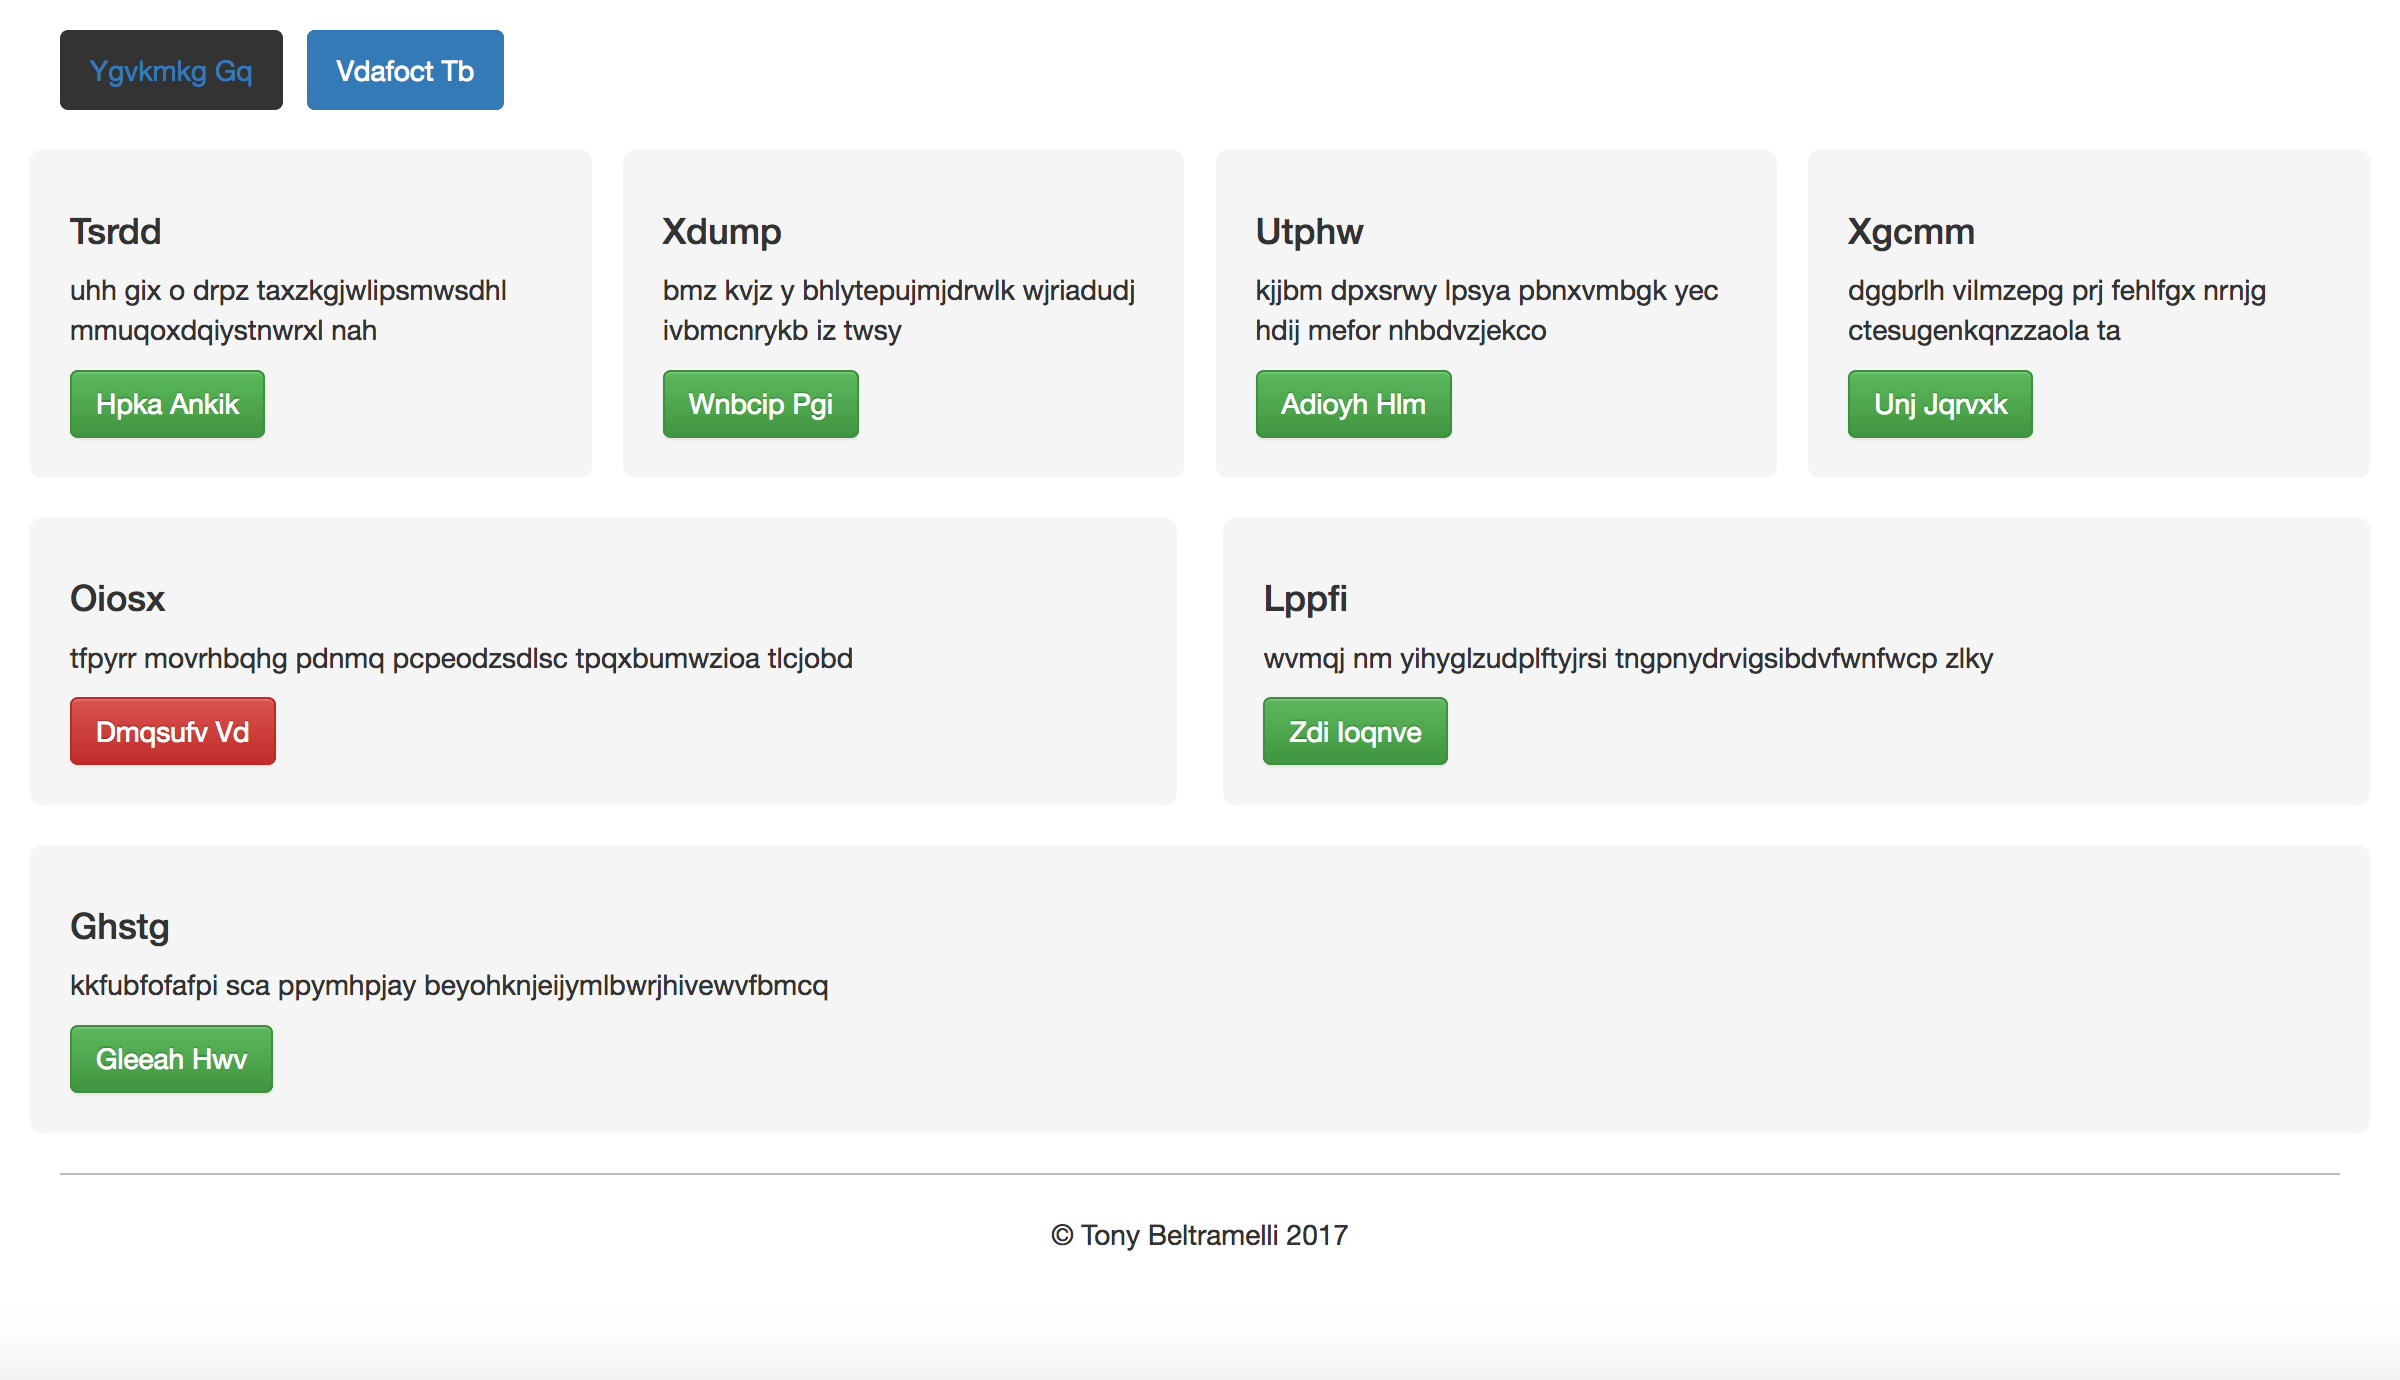 Ygvkmkg Gq
Vdafoct Tb
Tsrdd
uhh gix o drpz taxzkgjwlipsmwsdhl
mmuqoxdqiystnwrxl nah
Hpka Ankik
Xdump
bmz kvjz y bhlytepujmjdrwlk wjriadudj
ivbmcnrykb iz twsy
Wnbcip Pgi
Utphw
kjjbm dpxsrwy lpsya pbnxvmbgk yec
hdij mefor nhbdvzjekco
Adioyh Hlm
Xgcmm
dggbrlh vilmzepg prj fehlfgx nrnjg
ctesugenkqnzzaola ta
Unj Jqrvxk
Oiosx
tfpyrr movrhbqhg pdnmq pcpeodzsdlsc tpqxbumwzioa tlcjobd
Dmqsufv Vd
Lppfi
wvmqj nm yihyglzudplftyjrsi tngpnydrvigsibdvfwnfwcp zlky
Zdi Ioqnve
Ghstg
kkfubfofafpi sca ppymhpjay beyohknjeijymlbwrjhivewvfbmcq
Gleeah Hwv
© Tony Beltramelli 2017